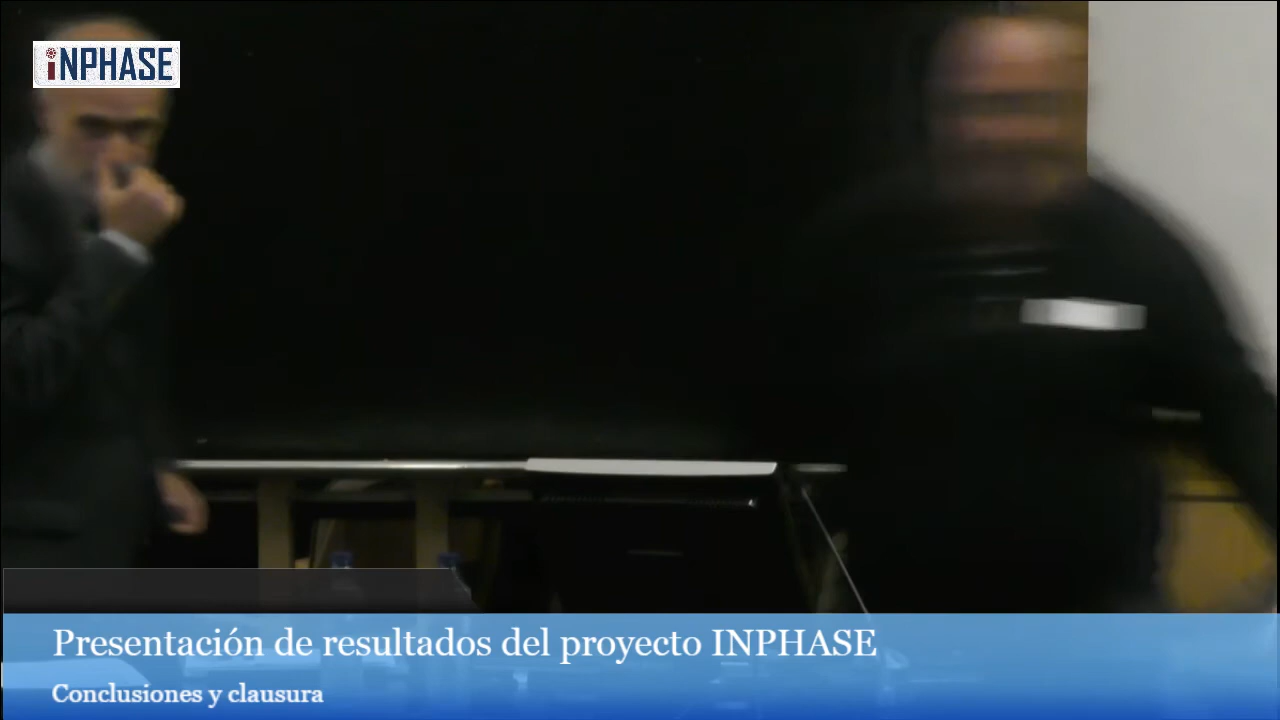 iNPHASE
Presentación de resultados del proyecto INPHASE
Conclusiones y clausura